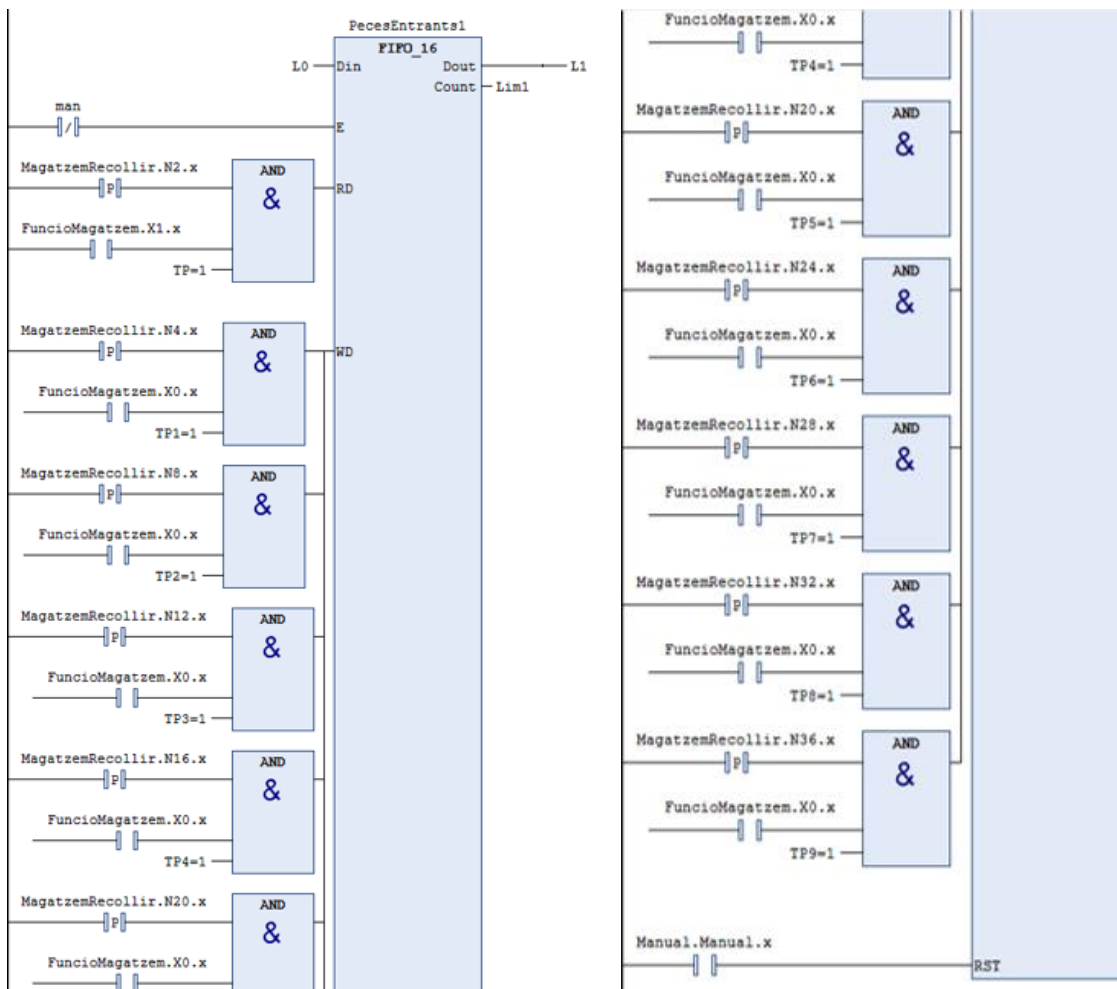 PecesEntrants1
FIFO_16
L0 Din Dout L1
Count Lim1
man
/
E
MagatzemRecollir.N2.x
AND
P
&
RD
FuncioMagatzem.X1.x
TP=1
MagatzemRecollir.N4.x
AND
P
&
WD
FuncioMagatzem.X0.x
TP1=1
MagatzemRecollir.N8.x
AND
P
&
FuncioMagatzem.X0.x
TP2=1
MagatzemRecollir.N12.x
AND
P
&
FuncioMagatzem.X0.x
TP3=1
MagatzemRecollir.N16.x
AND
P
&
FuncioMagatzem.X0.x
TP4=1
MagatzemRecollir.N20.x
AND
P
&
FuncioMagatzem.X0.x
FuncioMagatzem.X0.x
TP4=1
MagatzemRecollir.N20.x
AND
P
&
FuncioMagatzem.X0.x
TP5=1
MagatzemRecollir.N24.x
AND
P
&
FuncioMagatzem.X0.x
TP6=1
MagatzemRecollir.N28.x
AND
P
&
FuncioMagatzem.X0.x
TP7=1
MagatzemRecollir.N32.x
AND
P
&
FuncioMagatzem.X0.x
TP8=1
MagatzemRecollir.N36.x
AND
P
&
FuncioMagatzem.X0.x
TP9=1
Manual.Manual.x
RST